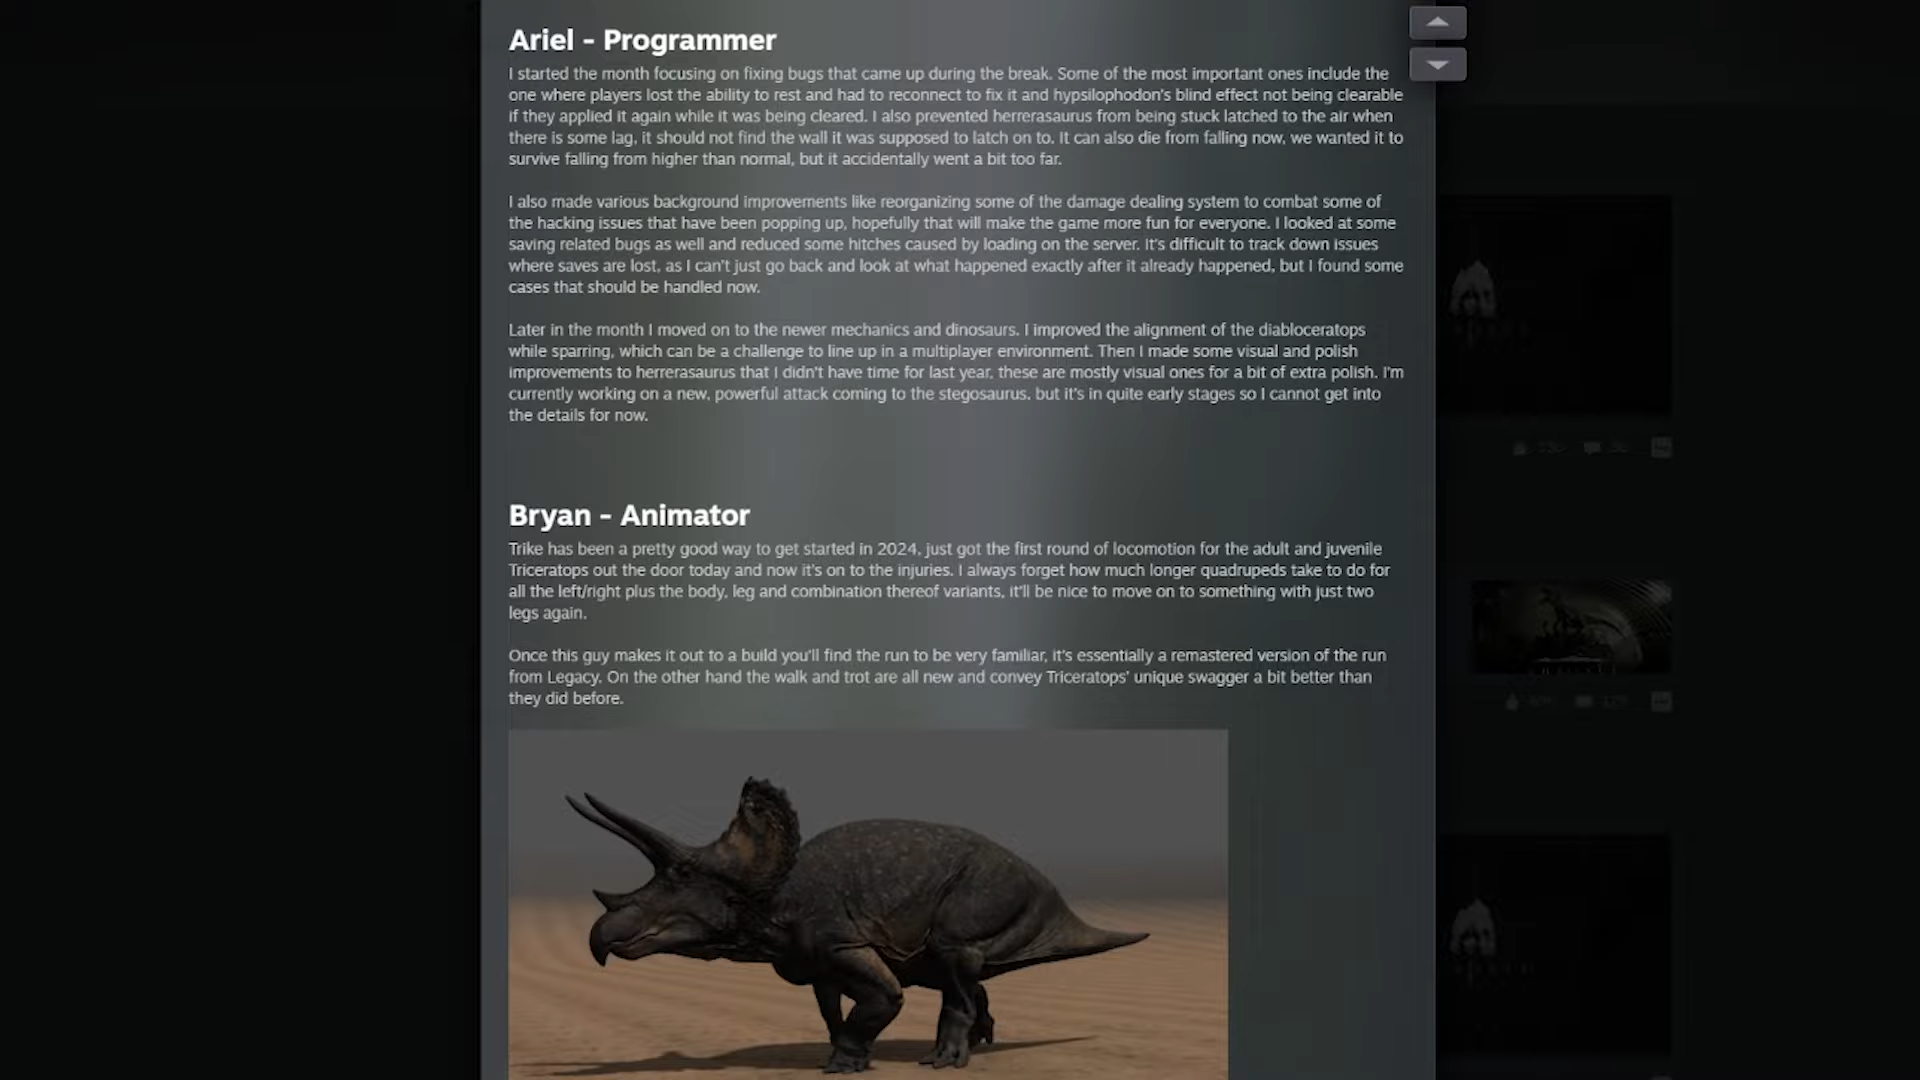 Ariel - Programmer
I started the month focusing on fixing bugs that came up during the break. Some of the most important ones include the
one where players lost the ability to rest and had to reconnect to fix it and hypsilophodon's blind effect not being clearable
if they applied it again while it was being cleared. I also prevented herrerasaurus from being stuck latched to the air when
there is some lag, it should not find the wall it was supposed to latch on to. It can also die from falling now, we wanted it to
survive falling from higher than normal, but it accidentally went a bit too far.
I also made various background improvements like reorganizing some of the damage dealing system to combat some of
the hacking issues that have been popping up, hopefully that will make the game more fun for everyone. I looked at some
saving related bugs as well and reduced some hitches caused by loading on the server. It's difficult to track down issues
where saves are lost, as I can't just go back and look at what happened exactly after it already happened, but I found some
cases that should be handled now.
Later in the month I moved on to the newer mechanics and dinosaurs. I improved the alignment of the diabloceratops
while sparring, which can be a challenge to line up in a multiplayer environment. Then I made some visual and polish
improvements to herrerasaurus that I didn't have time for last year, these are mostly visual ones for a bit of extra polish. I'm
currently working on a new, powerful attack coming to the stegosaurus, but it's in quite early stages so I cannot get into
the details for now.
Bryan - Animator
Trike has been a pretty good way to get started in 2024, just got the first round of locomotion for the adult and juvenile
Triceratops out the door today and now it's on to the injuries. I always forget how much longer quadrupeds take to do for
all the left/right plus the body, leg and combination thereof variants, it'll be nice to move on to something with just two
legs again.
Once this guy makes it out to a build you'll find the run to be very familiar, it's essentially a remastered version of the run
from Legacy. On the other hand the walk and trot are all new and convey Triceratops' unique swagger a bit better than
they did before.